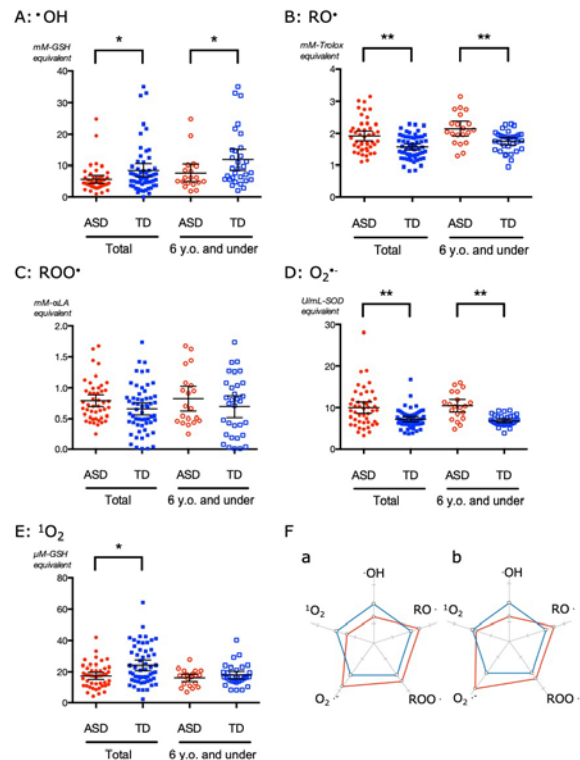 A: •OH
mM-GSH
equivalent
*
*
40
30
20
10
0
ASD TD ASD TD
Total 6 y.o. and under
B: RO•
mM-Trolox
equivalent
**
**
4
3
2
1
0
ASD TD ASD TD
Total 6 y.o. and under
C: ROO•
mM-αLA
equivalent
2.0
1.5
1.0
0.5
0.0
ASD TD ASD TD
Total 6 y.o. and under
D: O₂•-
U/mL-SOD
equivalent
**
**
30
20
10
0
ASD TD ASD TD
Total 6 y.o. and under
E: ¹O₂
μM-GSH
equivalent
*
80
60
40
20
0
ASD TD ASD TD
Total 6 y.o. and under
F
a
·OH
¹O₂ RO·
O₂·- ROO·
b
·OH
¹O₂ RO·
O₂·- ROO·